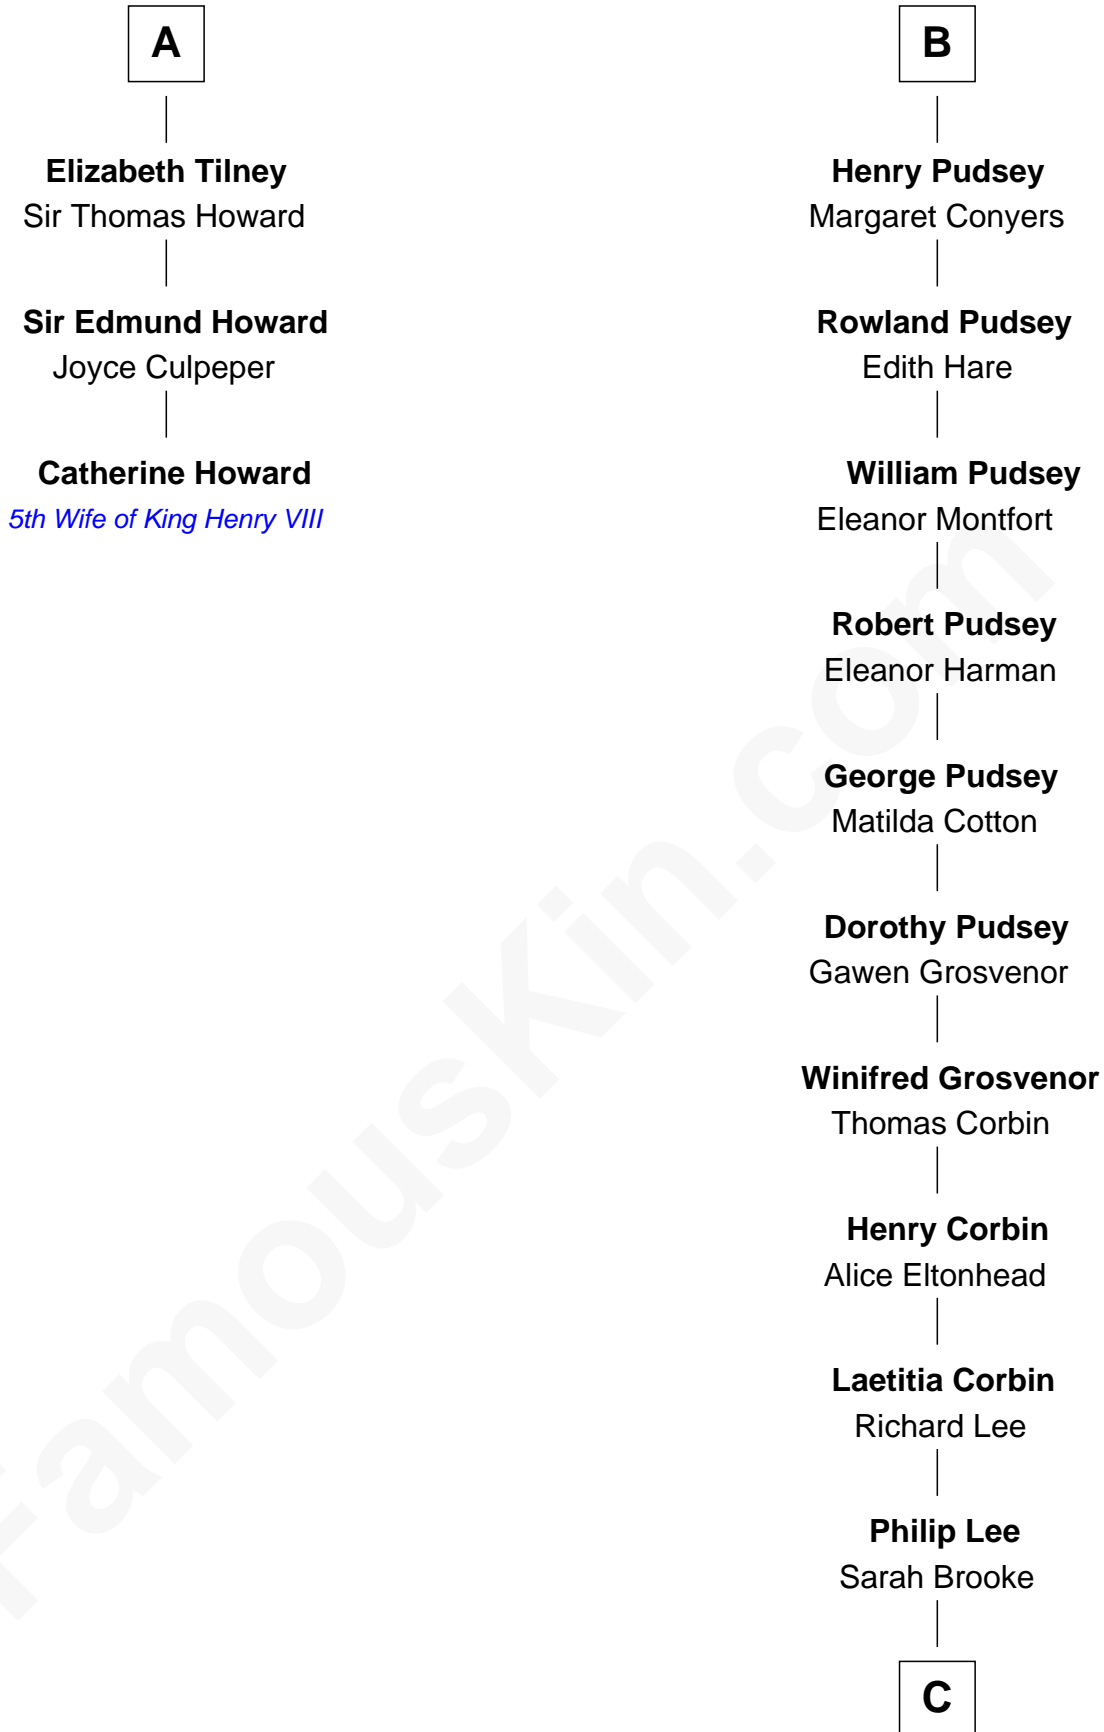 A
Elizabeth Tilney
Sir Thomas Howard
Sir Edmund Howard
Joyce Culpeper
Catherine Howard
5th Wife of King Henry VIII
B
Henry Pudsey
Margaret Conyers
Rowland Pudsey
Edith Hare
William Pudsey
Eleanor Montfort
Robert Pudsey
Eleanor Harman
George Pudsey
Matilda Cotton
Dorothy Pudsey
Gawen Grosvenor
Winifred Grosvenor
Thomas Corbin
Henry Corbin
Alice Eltonhead
Laetitia Corbin
Richard Lee
Philip Lee
Sarah Brooke
C
FamousKin.com